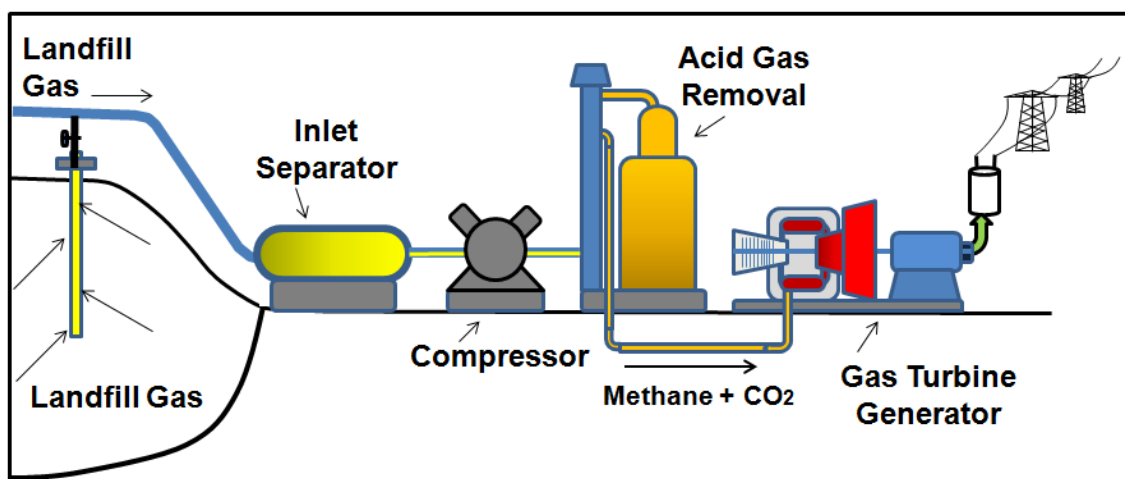 Landfill
Gas
Inlet
Separator
Acid Gas
Removal
Compressor
Landfill Gas
Methane + CO2
Gas Turbine
Generator